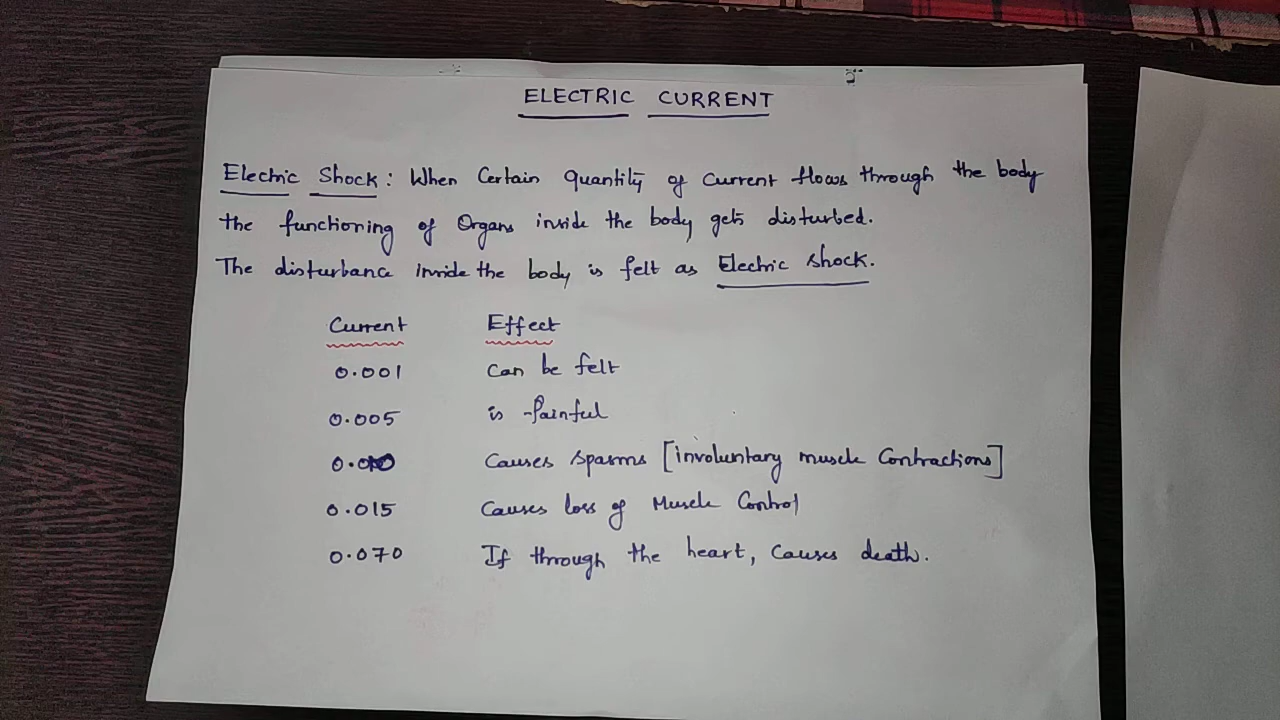 ELECTRIC CURRENT
Electric Shock: When Certain Quantity of Current flows through the body
the functioning of Organs inside the body gets disturbed.
The disturbance inside the body is felt as Electric shock.
Current Effect
0.001 Can be felt
0.005 is Painful
0.010 Causes spasms [involuntary muscle Contractions]
0.015 Causes loss of Muscle Control
0.070 If through the heart, Causes death.